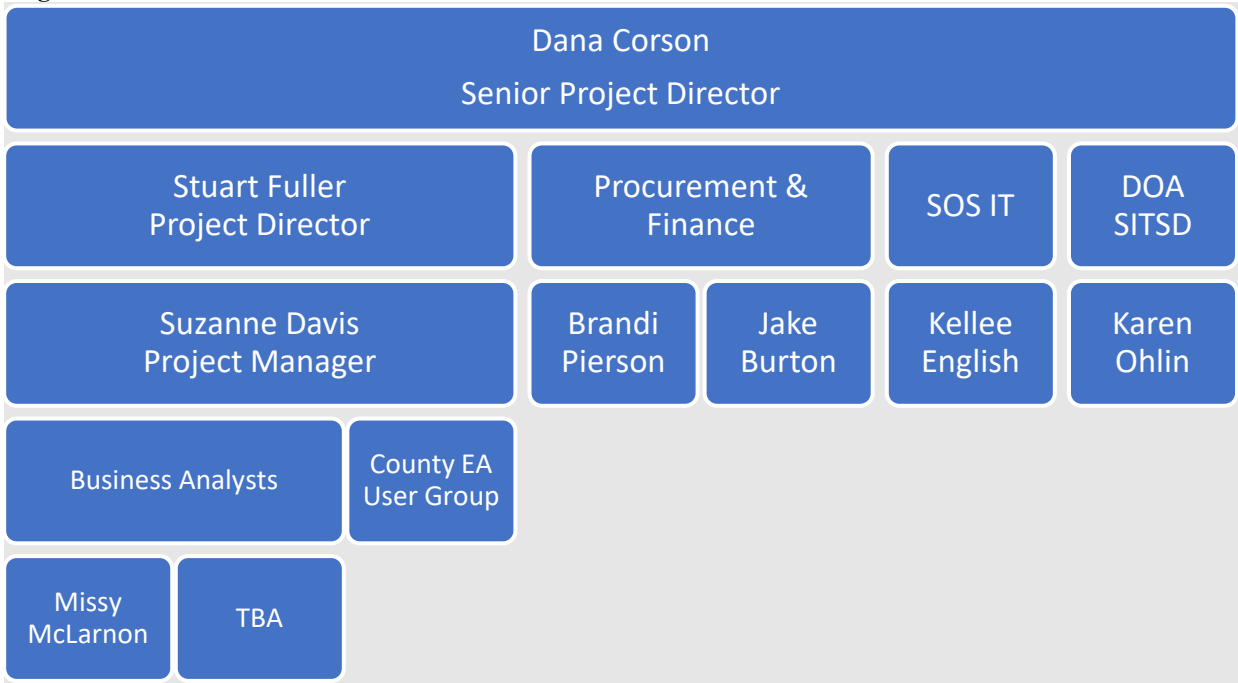 Dana Corson
Senior Project Director
Stuart Fuller
Project Director
Procurement &
Finance
SOS IT
DOA
SITSD
Suzanne Davis
Project Manager
Brandi
Pierson
Jake
Burton
Kellee
English
Karen
Ohlin
Business Analysts
County EA
User Group
Missy
McLarnon
TBA